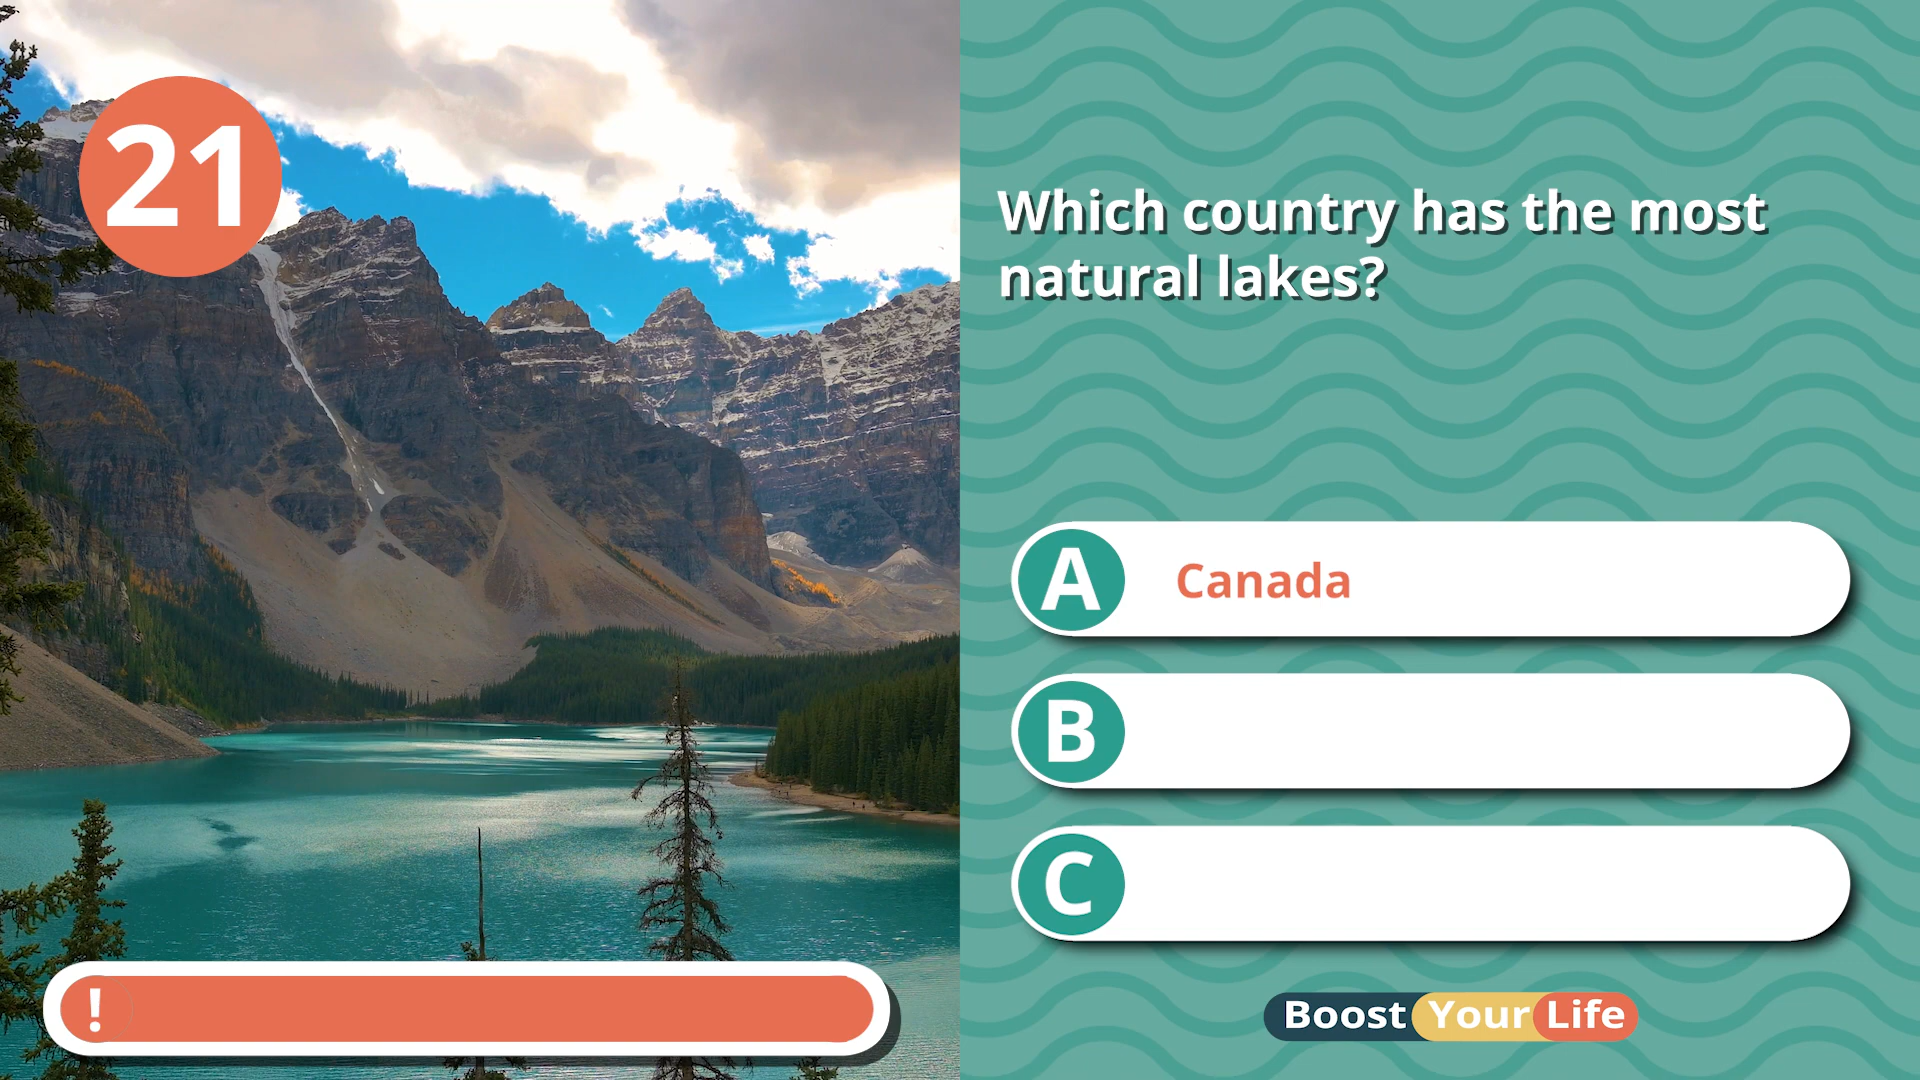 21
Which country has the most
natural lakes?
A Canada
B
C
!
Boost Your Life